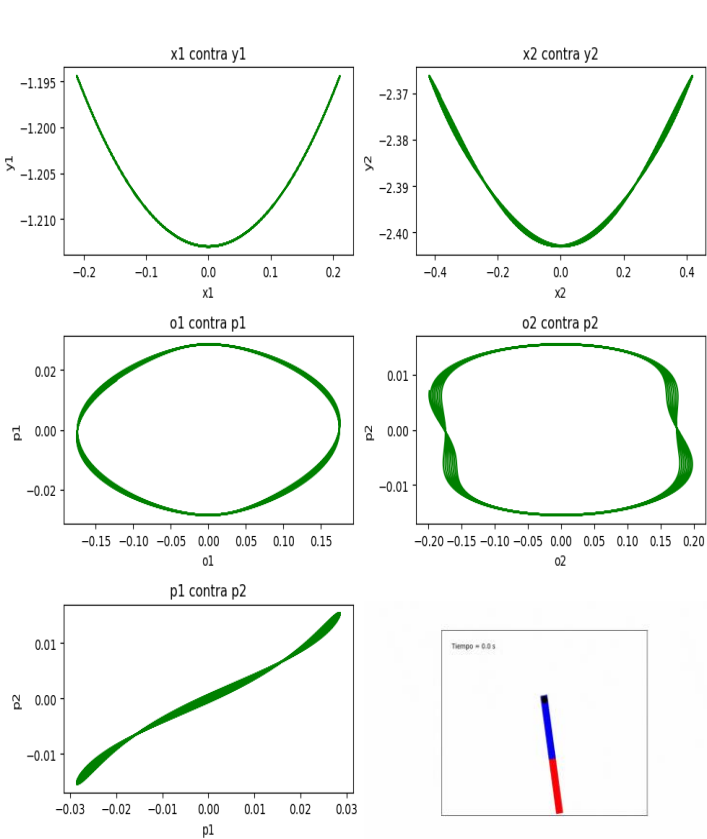 x1 contra y1
−1.195
−1.200
−1.205
−1.210
y1
−0.2 −0.1 0.0 0.1 0.2
x1
x2 contra y2
−2.37
−2.38
−2.39
−2.40
y2
−0.4 −0.2 0.0 0.2 0.4
x2
o1 contra p1
0.02
0.00
−0.02
p1
−0.15 −0.10 −0.05 0.00 0.05 0.10 0.15
o1
o2 contra p2
0.01
0.00
−0.01
p2
−0.20 −0.15 −0.10 −0.05 0.00 0.05 0.10 0.15 0.20
o2
p1 contra p2
0.01
0.00
−0.01
p2
−0.03 −0.02 −0.01 0.00 0.01 0.02 0.03
p1
Tiempo = 0.0 s